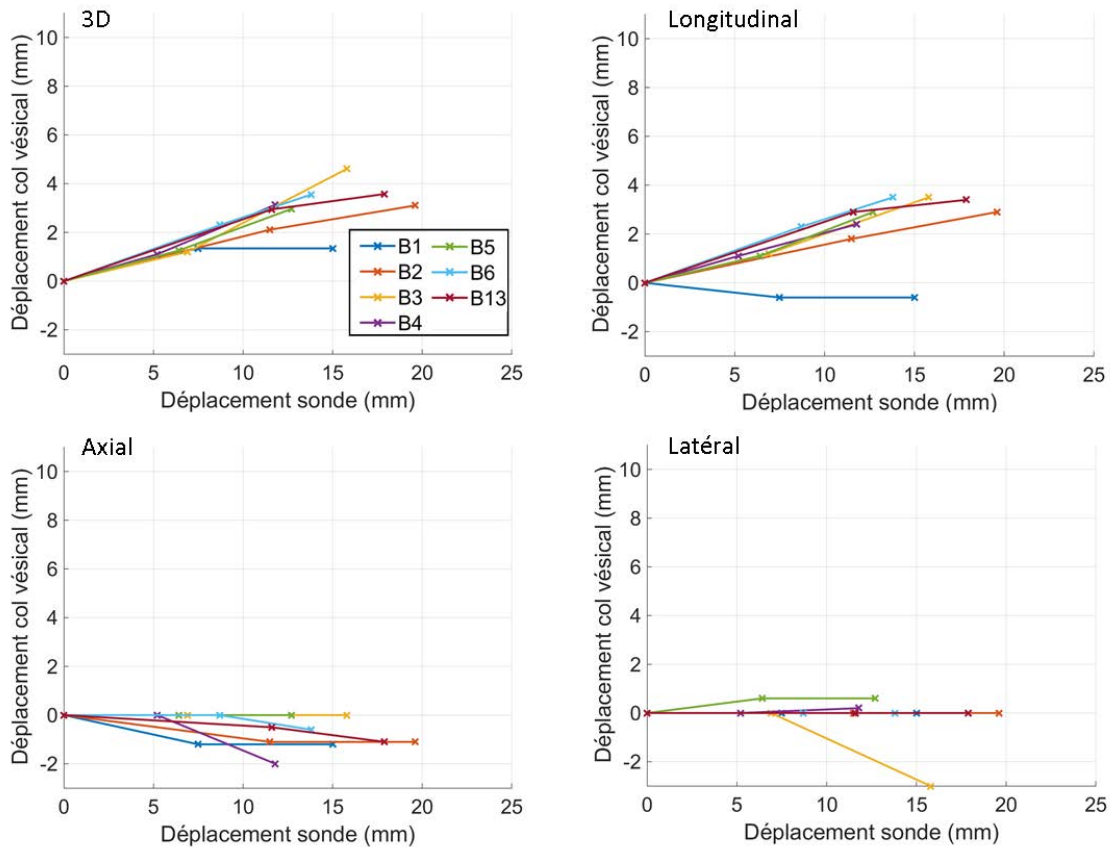 3D
Déplacement col vésical (mm)
10
8
6
4
2
0
-2
0 5 10 15 20 25
Déplacement sonde (mm)
B1 B5
B2 B6
B3 B13
B4
Longitudinal
Déplacement col vésical (mm)
10
8
6
4
2
0
-2
0 5 10 15 20 25
Déplacement sonde (mm)
Axial
Déplacement col vésical (mm)
10
8
6
4
2
0
-2
0 5 10 15 20 25
Déplacement sonde (mm)
Latéral
Déplacement col vésical (mm)
10
8
6
4
2
0
-2
0 5 10 15 20 25
Déplacement sonde (mm)